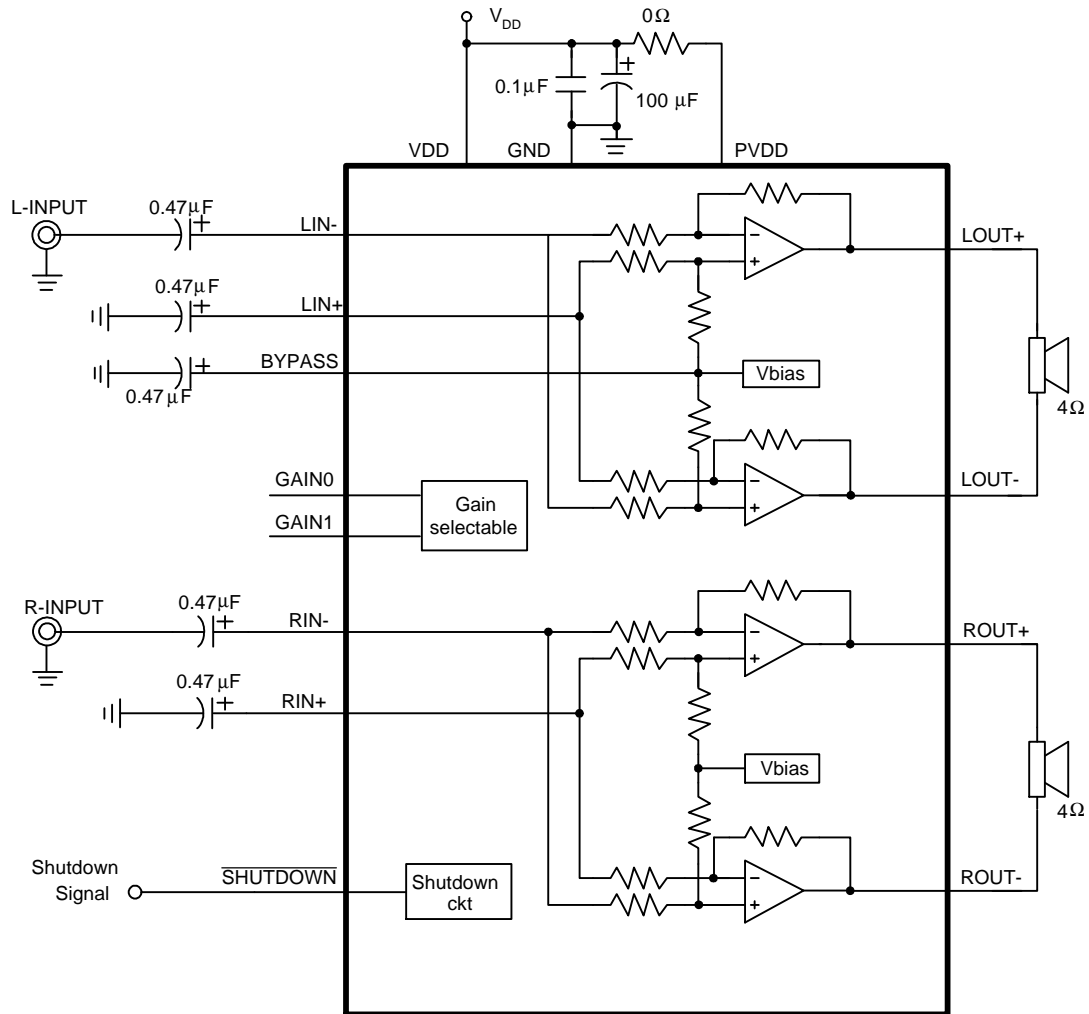 V_DD
0Ω
0.1μF
+
100 μF
VDD
GND
PVDD
L-INPUT
0.47μF
+
LIN-
-
+
LOUT+
0.47μF
+
LIN+
BYPASS
+
0.47μF
Vbias
4Ω
GAIN0
GAIN1
Gain
selectable
-
+
LOUT-
R-INPUT
0.47μF
+
RIN-
-
+
ROUT+
0.47μF
+
RIN+
Vbias
4Ω
Shutdown
Signal
SHUTDOWN
Shutdown
ckt
-
+
ROUT-